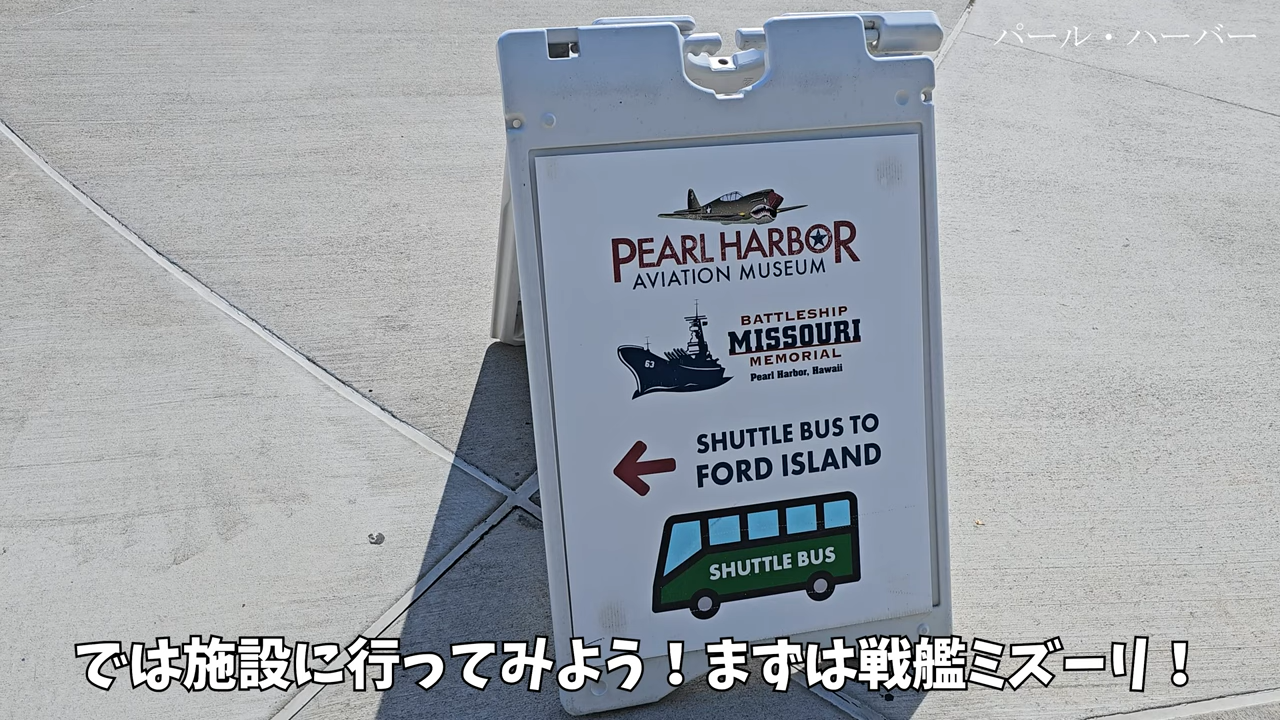 パール・ハーバー
PEARL HARBOR
AVIATION MUSEUM
BATTLESHIP
MISSOURI
MEMORIAL
Pearl Harbor, Hawaii
63
SHUTTLE BUS TO
FORD ISLAND
SHUTTLE BUS
では施設に行ってみよう！まずは戦艦ミズーリ！